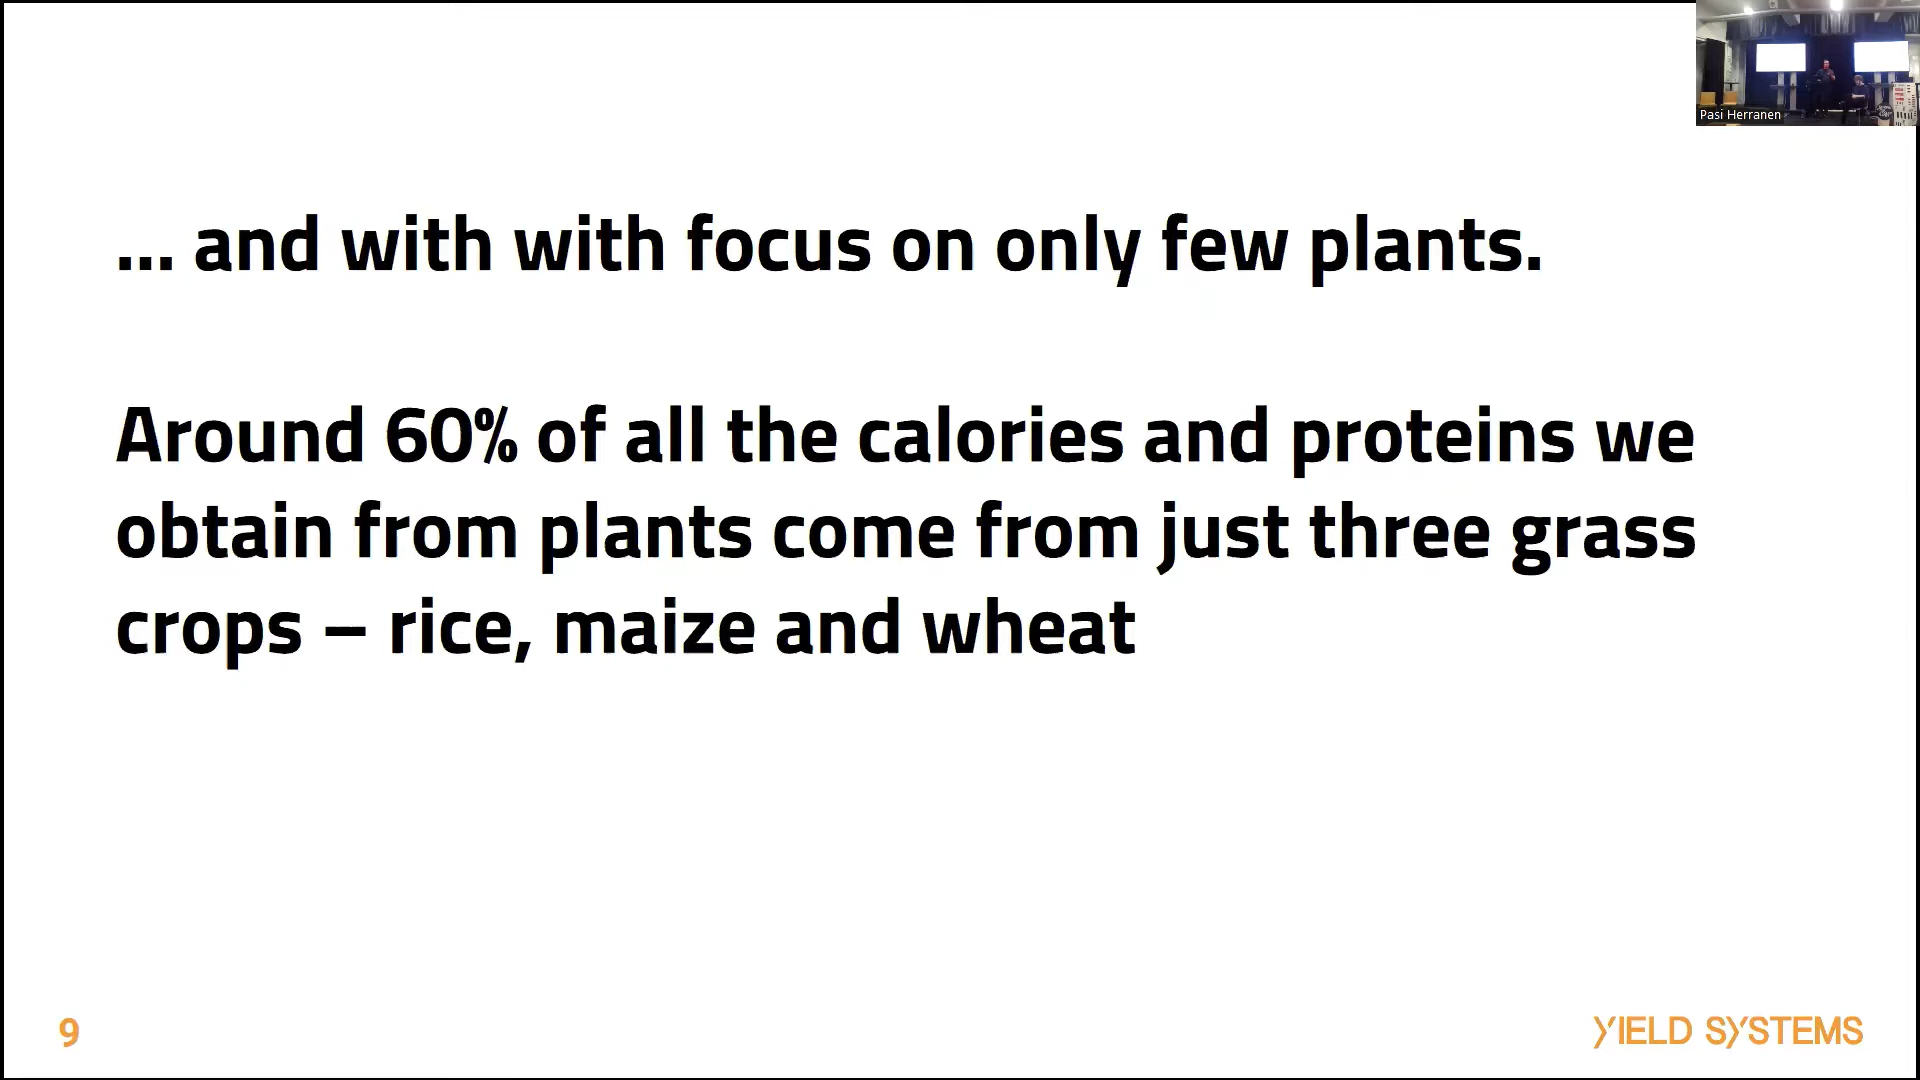 Pasi Herranen
... and with with focus on only few plants.
Around 60% of all the calories and proteins we
obtain from plants come from just three grass
crops – rice, maize and wheat
9
YIELD SYSTEMS